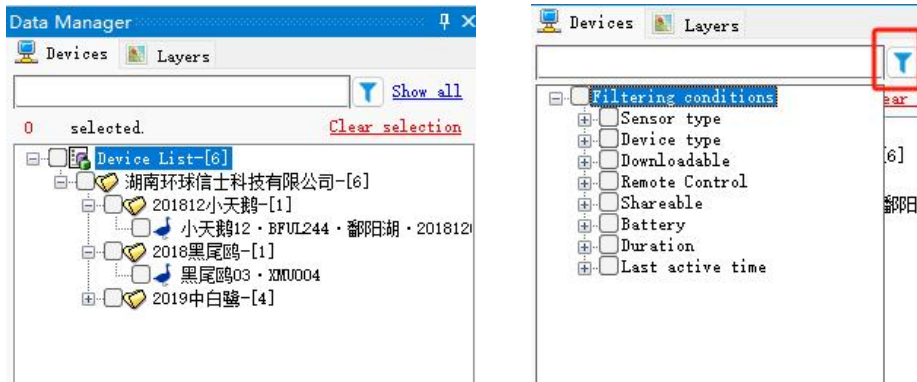 Data Manager
Devices Layers
Show all
0 selected. Clear selection
Device List-[6]
湖南环球信士科技有限公司-[6]
201812小天鹅-[1]
小天鹅12・BFUL244・鄱阳湖・201812
2018黑尾鸥-[1]
黑尾鸥03・XMU004
2019中白鹭-[4]
Devices Layers
Filtering conditions
Sensor type
Device type
Downloadable
Remote Control
Shareable
Battery
Duration
Last active time
ear
[6]
鄱阳